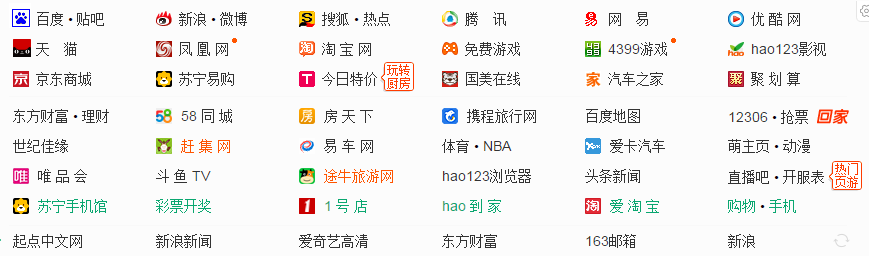 百度·贴吧 新浪·微博 搜狐·热点 腾讯 网易 优酷网
天猫 凤凰网 淘宝网 免费游戏 4399游戏 hao123影视
京东商城 苏宁易购 今日特价 玩转厨房 国美在线 汽车之家 聚划算
东方财富·理财 58同城 房天下 携程旅行网 百度地图 12306·抢票 回家
世纪佳缘 赶集网 易车网 体育·NBA 爱卡汽车 萌主页·动漫
唯品会 斗鱼TV 途牛旅游网 hao123浏览器 头条新闻 直播吧·开服表 热门页游
苏宁手机馆 彩票开奖 1号店 hao到家 爱淘宝 购物·手机
起点中文网 新浪新闻 爱奇艺高清 东方财富 163邮箱 新浪